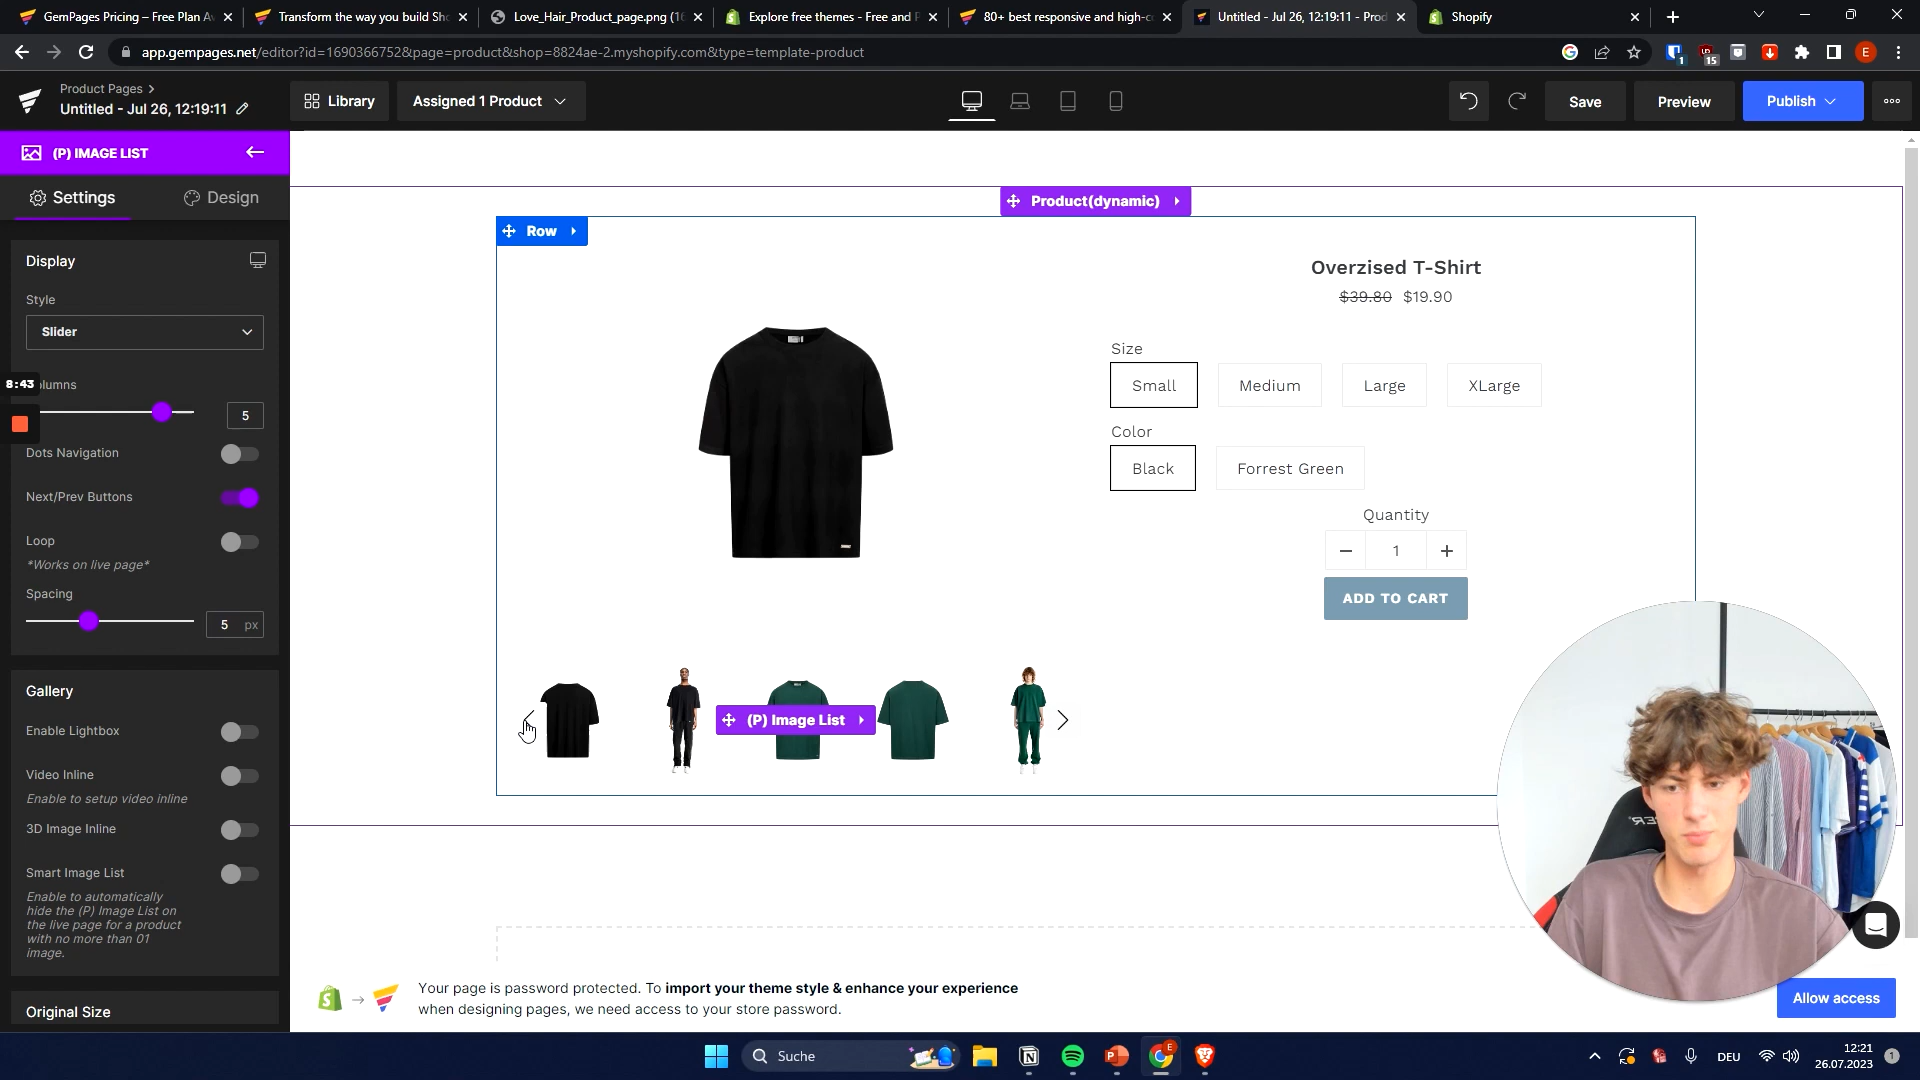 GemPages Pricing – Free Plan Av
Transform the way you build Sho
Love_Hair_Product_page.png (16
Explore free themes - Free and P
80+ best responsive and high-c
Untitled - Jul 26, 12:19:11 - Prod
Shopify
app.gempages.net/editor?id=1690366752&page=product&shop=8824ae-2.myshopify.com&type=template-product
1
15
E
Product Pages
Untitled - Jul 26, 12:19:11
Library
Assigned 1 Product
Save
Preview
Publish
(P) IMAGE LIST
Settings
Design
Display
Style
Slider
8:43
lumns
5
Dots Navigation
Next/Prev Buttons
Loop
*Works on live page*
Spacing
5 px
Gallery
Enable Lightbox
Video Inline
Enable to setup video inline
3D Image Inline
Smart Image List
Enable to automatically
hide the (P) Image List on
the live page for a product
with no more than 01
image.
Original Size
Product(dynamic)
Row
Overzised T-Shirt
$39.80 $19.90
Size
Small
Medium
Large
XLarge
Color
Black
Forrest Green
Quantity
1
ADD TO CART
(P) Image List
Your page is password protected. To import your theme style & enhance your experience
when designing pages, we need access to your store password.
Allow access
Suche
E
DEU
12:21
26.07.2023
1